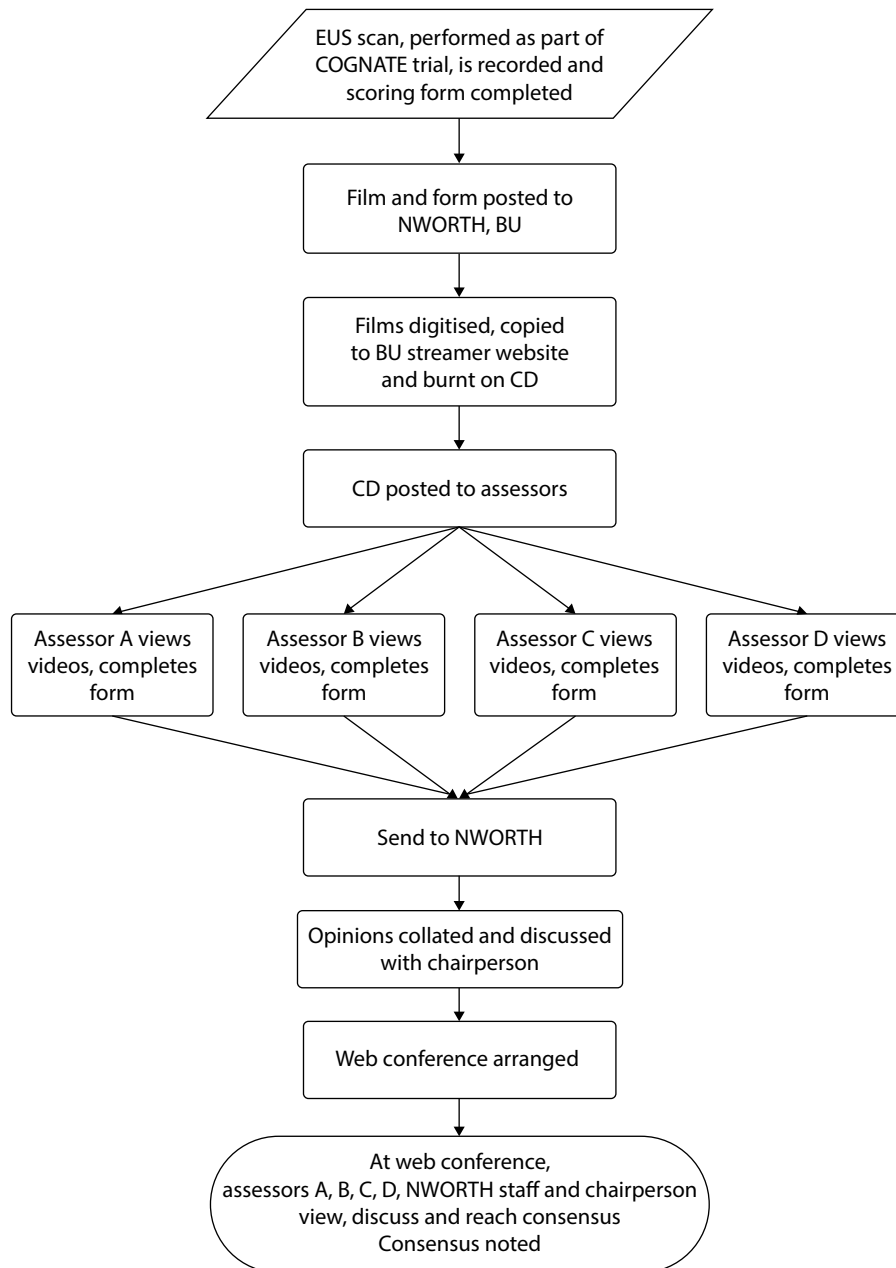 EUS scan, performed as part of
COGNATE trial, is recorded and
scoring form completed
Film and form posted to
NWORTH, BU
Films digitised, copied
to BU streamer website
and burnt on CD
CD posted to assessors
Assessor A views
videos, completes
form
Assessor B views
videos, completes
form
Assessor C views
videos, completes
form
Assessor D views
videos, completes
form
Send to NWORTH
Opinions collated and discussed
with chairperson
Web conference arranged
At web conference,
assessors A, B, C, D, NWORTH staff and chairperson
view, discuss and reach consensus
Consensus noted